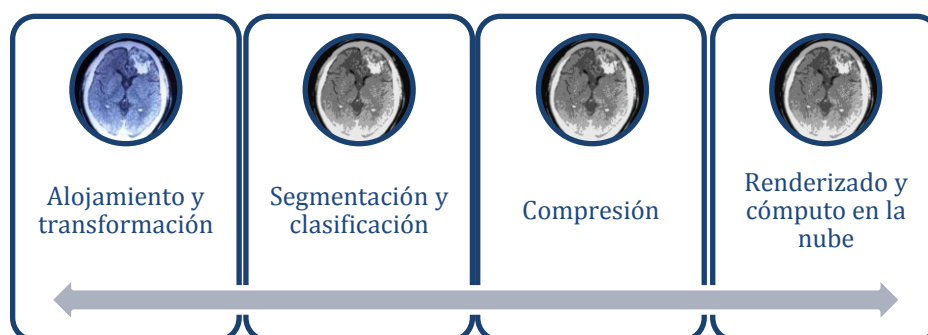 Alojamiento y
transformación
Segmentación y
clasificación
Compresión
Renderizado y
cómputo en la
nube